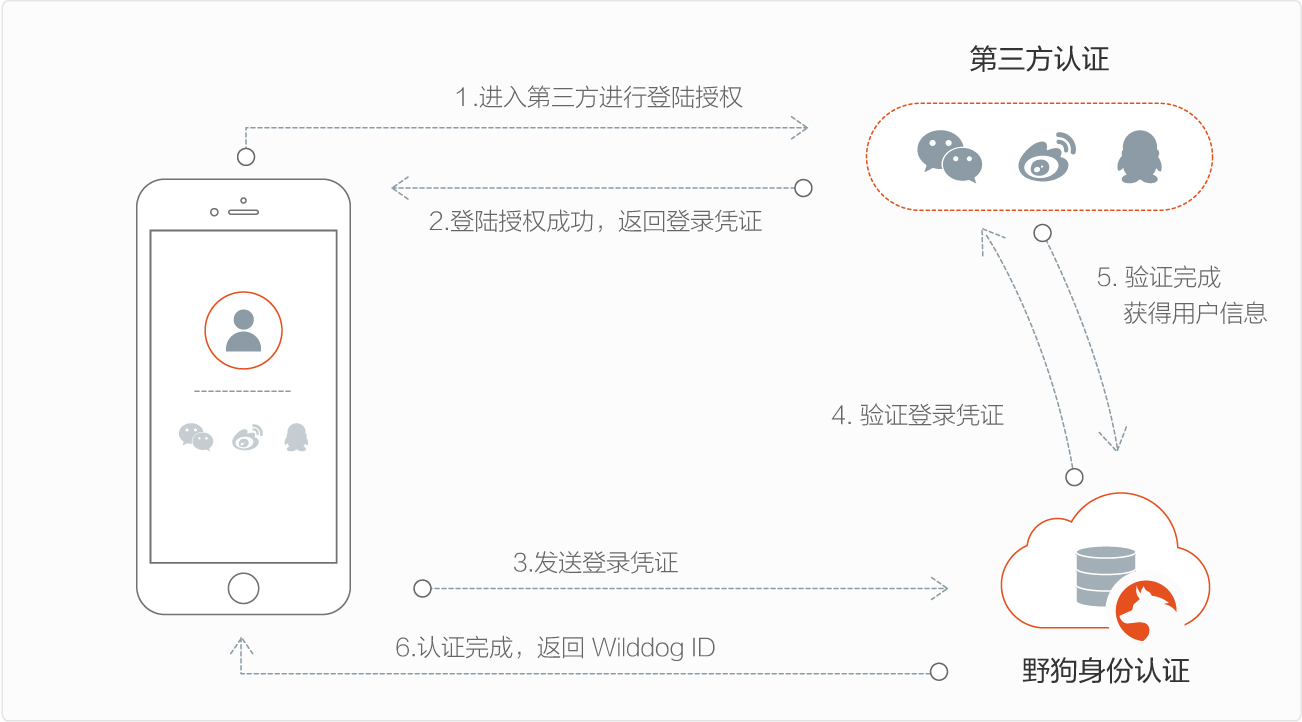 第三方认证
1.进入第三方进行登陆授权
2.登陆授权成功，返回登录凭证
5. 验证完成
获得用户信息
4. 验证登录凭证
3.发送登录凭证
6.认证完成，返回 Wilddog ID
野狗身份认证